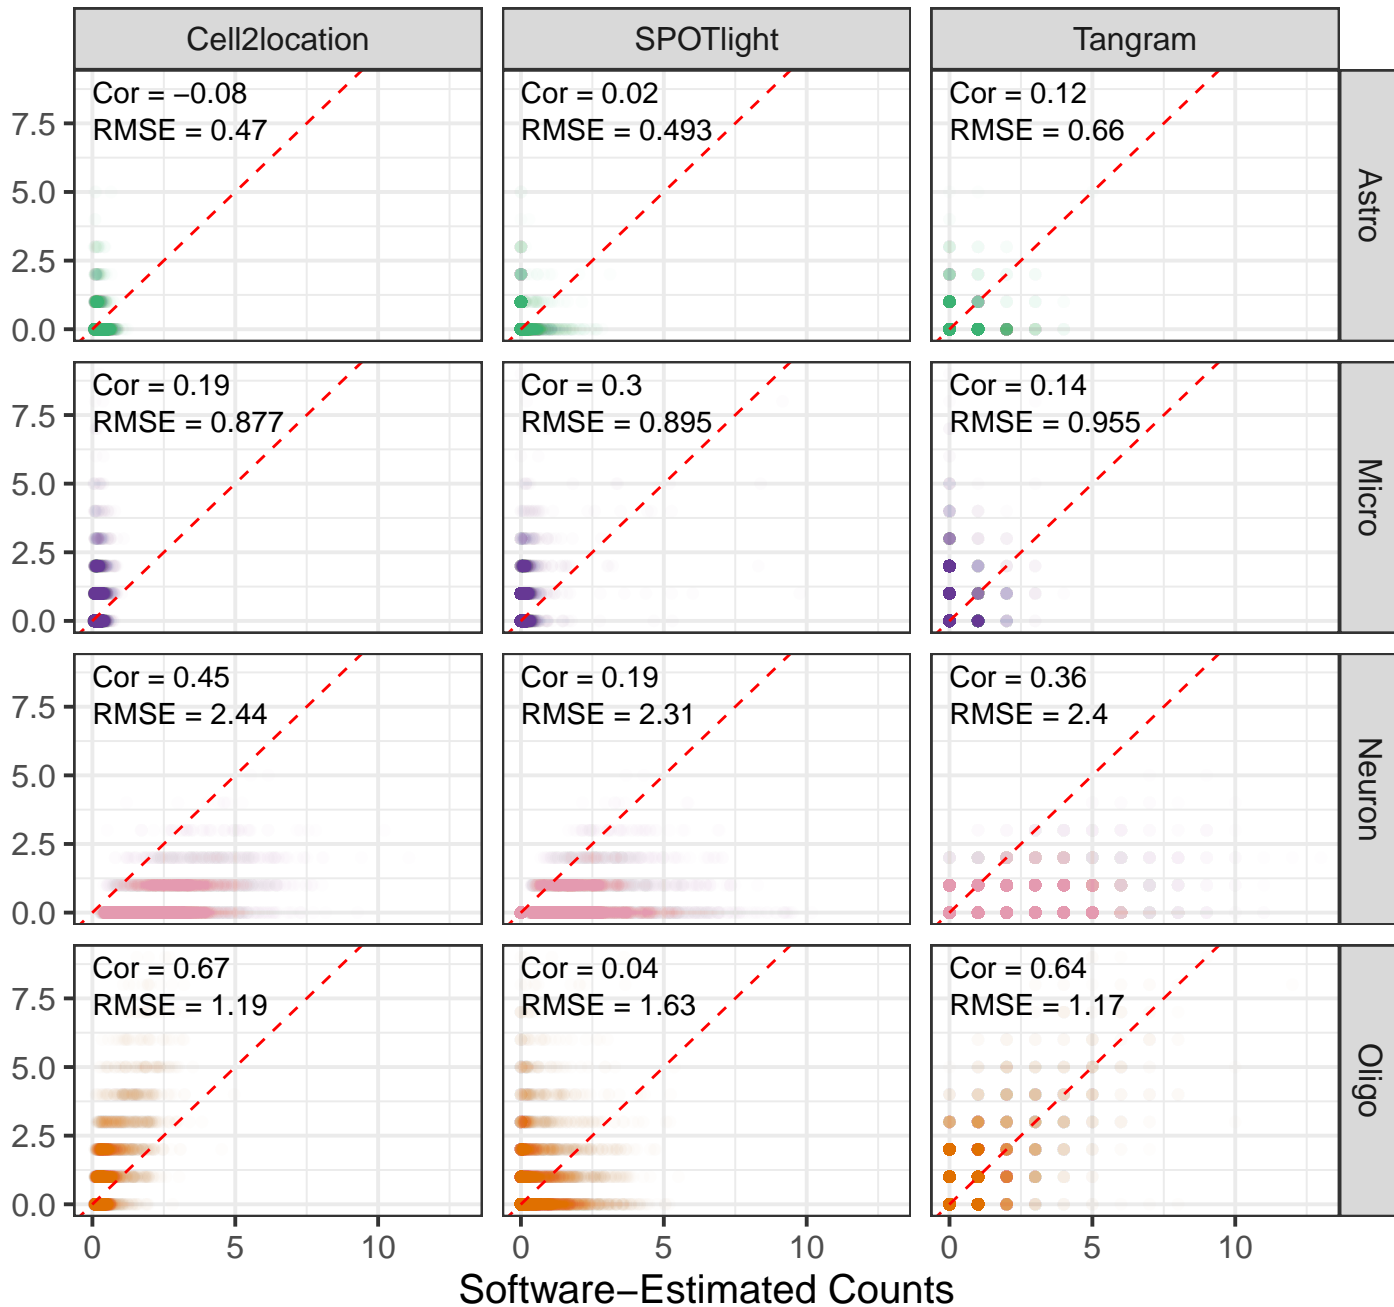 Cell2location SPOTlight Tangram
Cor = −0.08
RMSE = 0.47
Cor = 0.02
RMSE = 0.493
Cor = 0.12
RMSE = 0.66
Astro
7.5
5.0
2.5
0.0
Cor = 0.19
RMSE = 0.877
Cor = 0.3
RMSE = 0.895
Cor = 0.14
RMSE = 0.955
Micro
7.5
5.0
2.5
0.0
Cor = 0.45
RMSE = 2.44
Cor = 0.19
RMSE = 2.31
Cor = 0.36
RMSE = 2.4
Neuron
7.5
5.0
2.5
0.0
Cor = 0.67
RMSE = 1.19
Cor = 0.04
RMSE = 1.63
Cor = 0.64
RMSE = 1.17
Oligo
7.5
5.0
2.5
0.0
0 5 10 0 5 10 0 5 10
Software−Estimated Counts